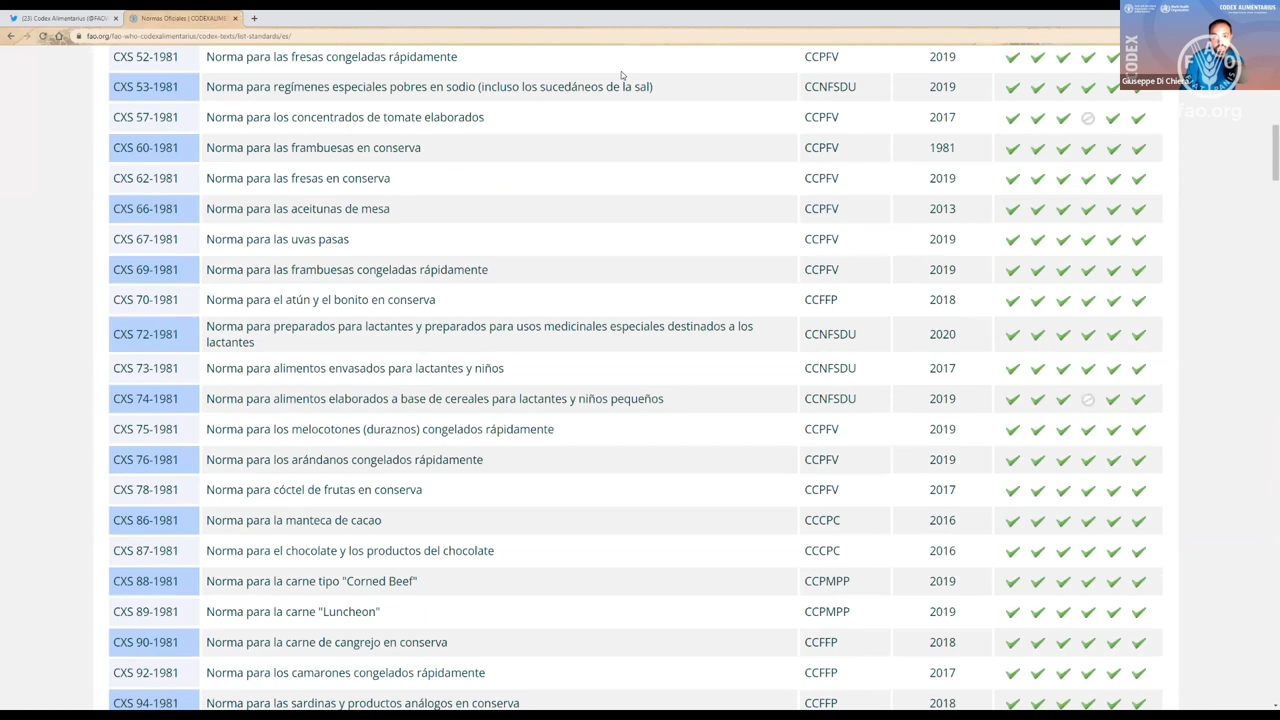 (23) Codex Alimentarius (@FAOW
Normas Oficiales | CODEXALIME
fao.org/fao-who-codexalimentarius/codex-texts/list-standards/es/
CXS 52-1981 Norma para las fresas congeladas rápidamente CCPFV 2019
CXS 53-1981 Norma para regímenes especiales pobres en sodio (incluso los sucedáneos de la sal) CCNFSDU 2019
CXS 57-1981 Norma para los concentrados de tomate elaborados CCPFV 2017
CXS 60-1981 Norma para las frambuesas en conserva CCPFV 1981
CXS 62-1981 Norma para las fresas en conserva CCPFV 2019
CXS 66-1981 Norma para las aceitunas de mesa CCPFV 2013
CXS 67-1981 Norma para las uvas pasas CCPFV 2019
CXS 69-1981 Norma para las frambuesas congeladas rápidamente CCPFV 2019
CXS 70-1981 Norma para el atún y el bonito en conserva CCFFP 2018
CXS 72-1981 Norma para preparados para lactantes y preparados para usos medicinales especiales destinados a los CCNFSDU 2020
lactantes
CXS 73-1981 Norma para alimentos envasados para lactantes y niños CCNFSDU 2017
CXS 74-1981 Norma para alimentos elaborados a base de cereales para lactantes y niños pequeños CCNFSDU 2019
CXS 75-1981 Norma para los melocotones (duraznos) congelados rápidamente CCPFV 2019
CXS 76-1981 Norma para los arándanos congelados rápidamente CCPFV 2019
CXS 78-1981 Norma para cóctel de frutas en conserva CCPFV 2017
CXS 86-1981 Norma para la manteca de cacao CCCPC 2016
CXS 87-1981 Norma para el chocolate y los productos del chocolate CCCPC 2016
CXS 88-1981 Norma para la carne tipo "Corned Beef" CCPMPP 2019
CXS 89-1981 Norma para la carne "Luncheon" CCPMPP 2019
CXS 90-1981 Norma para la carne de cangrejo en conserva CCFFP 2018
CXS 92-1981 Norma para los camarones congelados rápidamente CCFFP 2017
CXS 94-1981 Norma para las sardinas y productos análogos en conserva CCFFP 2018
CODEX ALIMENTARIUS
CODEX
Giuseppe Di Chiera
fao.org